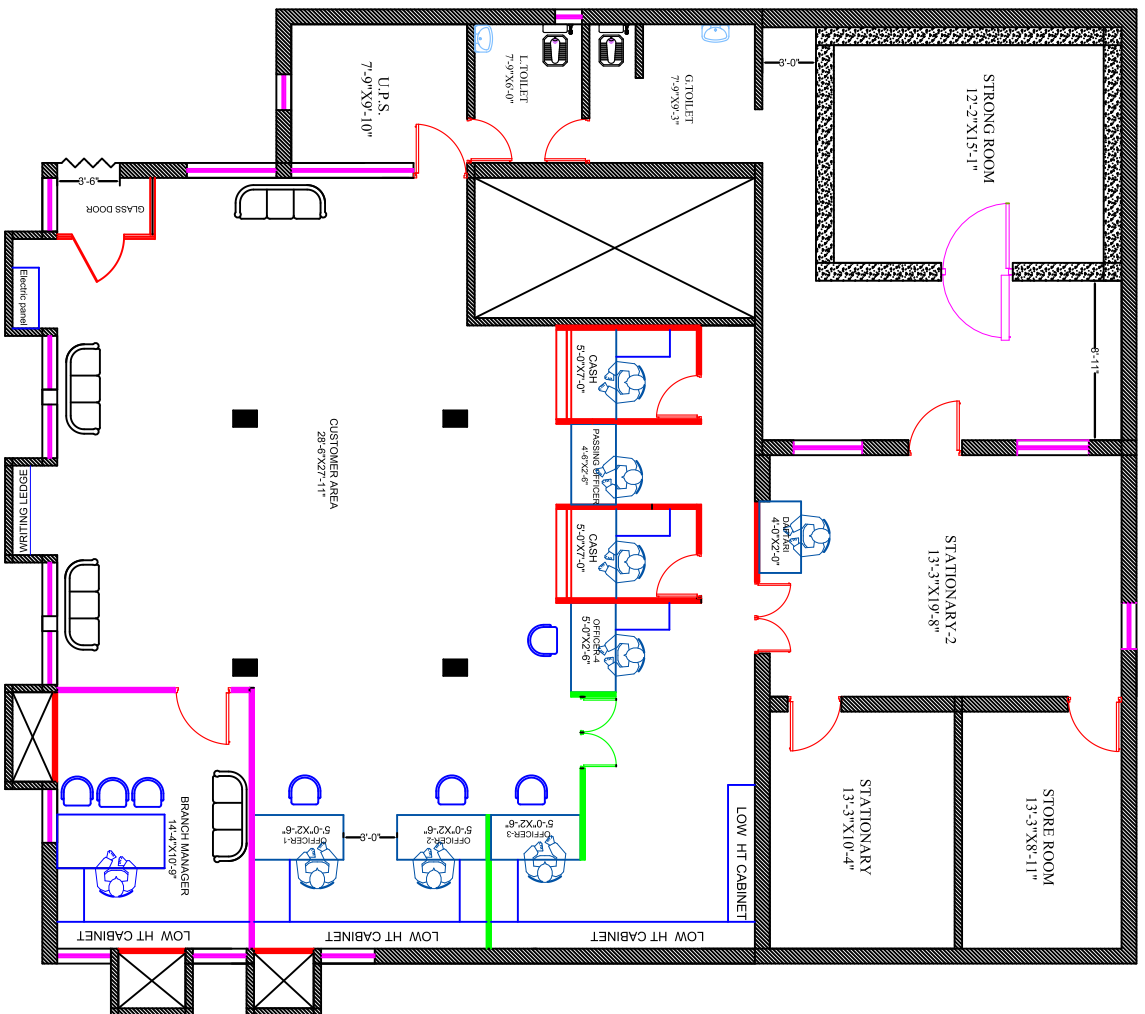 STRONG ROOM
12'-2"X15'-1"
3'-0"
L.TOILET
7'-9"X6'-0"
G.TOILET
7'-9"X9'-3"
U.P.S.
7'-9"X9'-10"
3'-9"
GLASS DOOR
Electric panel
8'-11"
CASH
5'-0"X7'-0"
PASSING OFFICER
4'-6"X2'-6"
CASH
5'-0"X7'-0"
OFFICER-4
5'-0"X2'-6"
CUSTOMER AREA
28'-6"X27'-11"
WRITING LEDGE
DAFTARI
4'-0"X2'-0"
STATIONARY-2
13'-3"X19'-8"
STATIONARY
13'-3"X10'-4"
STORE ROOM
13'-3"X8'-11"
BRANCH MANAGER
14'-4"X10'-9"
OFFICER-1
5'-0"X2'-6"
3'-0"
OFFICER-2
5'-0"X2'-6"
OFFICER-3
5'-0"X2'-6"
LOW HT CABINET
LOW HT CABINET
LOW HT CABINET
LOW HT CABINET